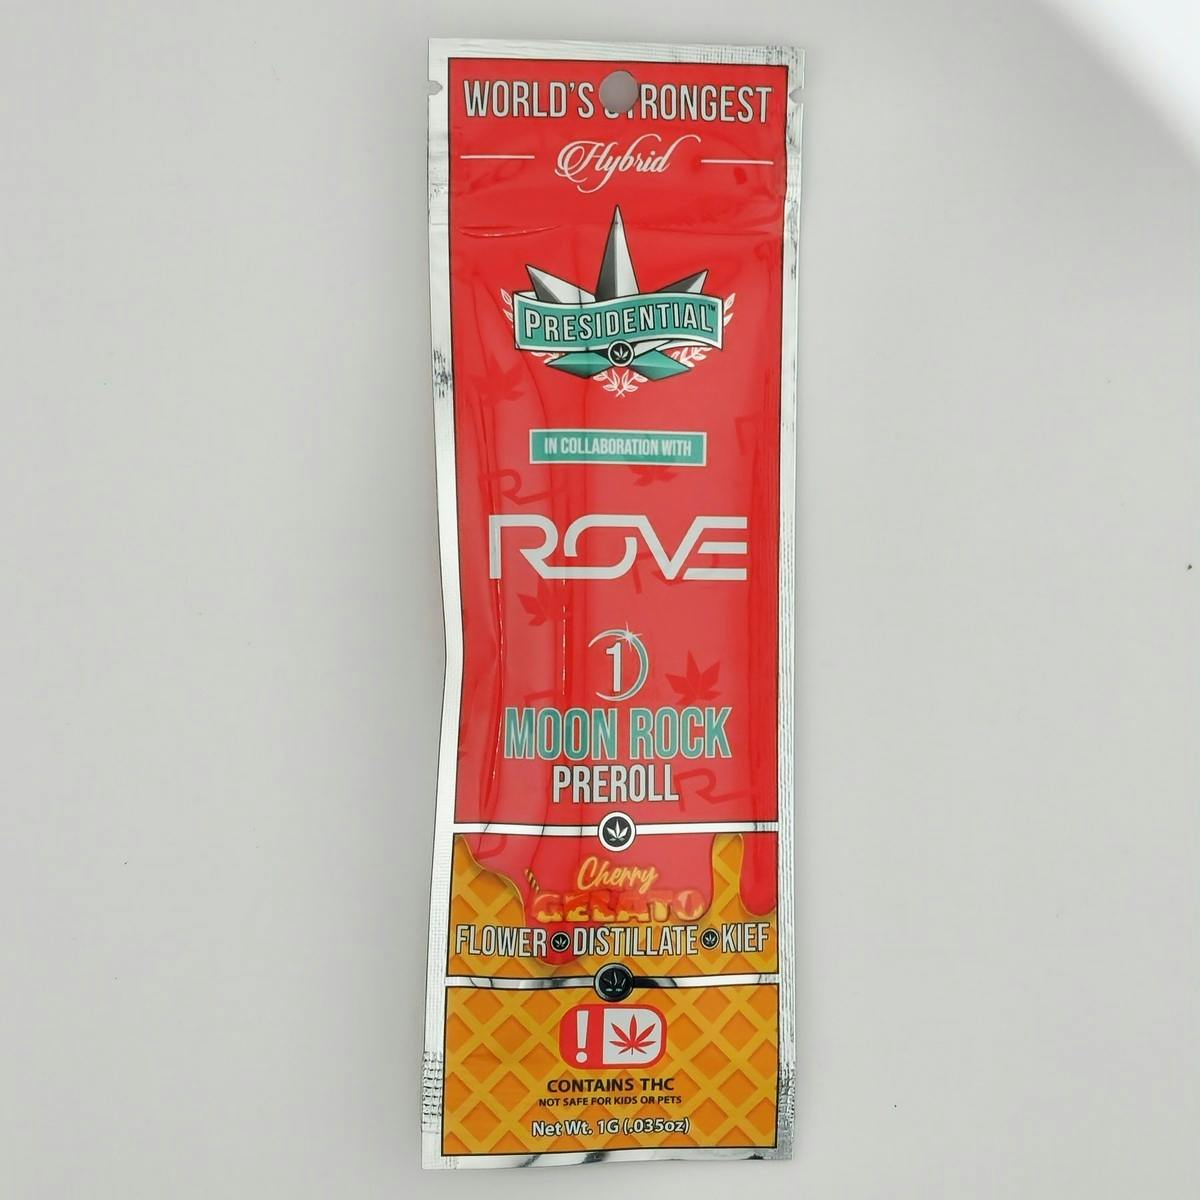 WORLD'S STRONGEST
Hybrid
PRESIDENTIAL™
IN COLLABORATION WITH
ROVE
1
MOON ROCK
PREROLL
Cherry
GELATO
FLOWER DISTILLATE KIEF
!
CONTAINS THC
NOT SAFE FOR KIDS OR PETS
Net Wt. 1G (.035oz)